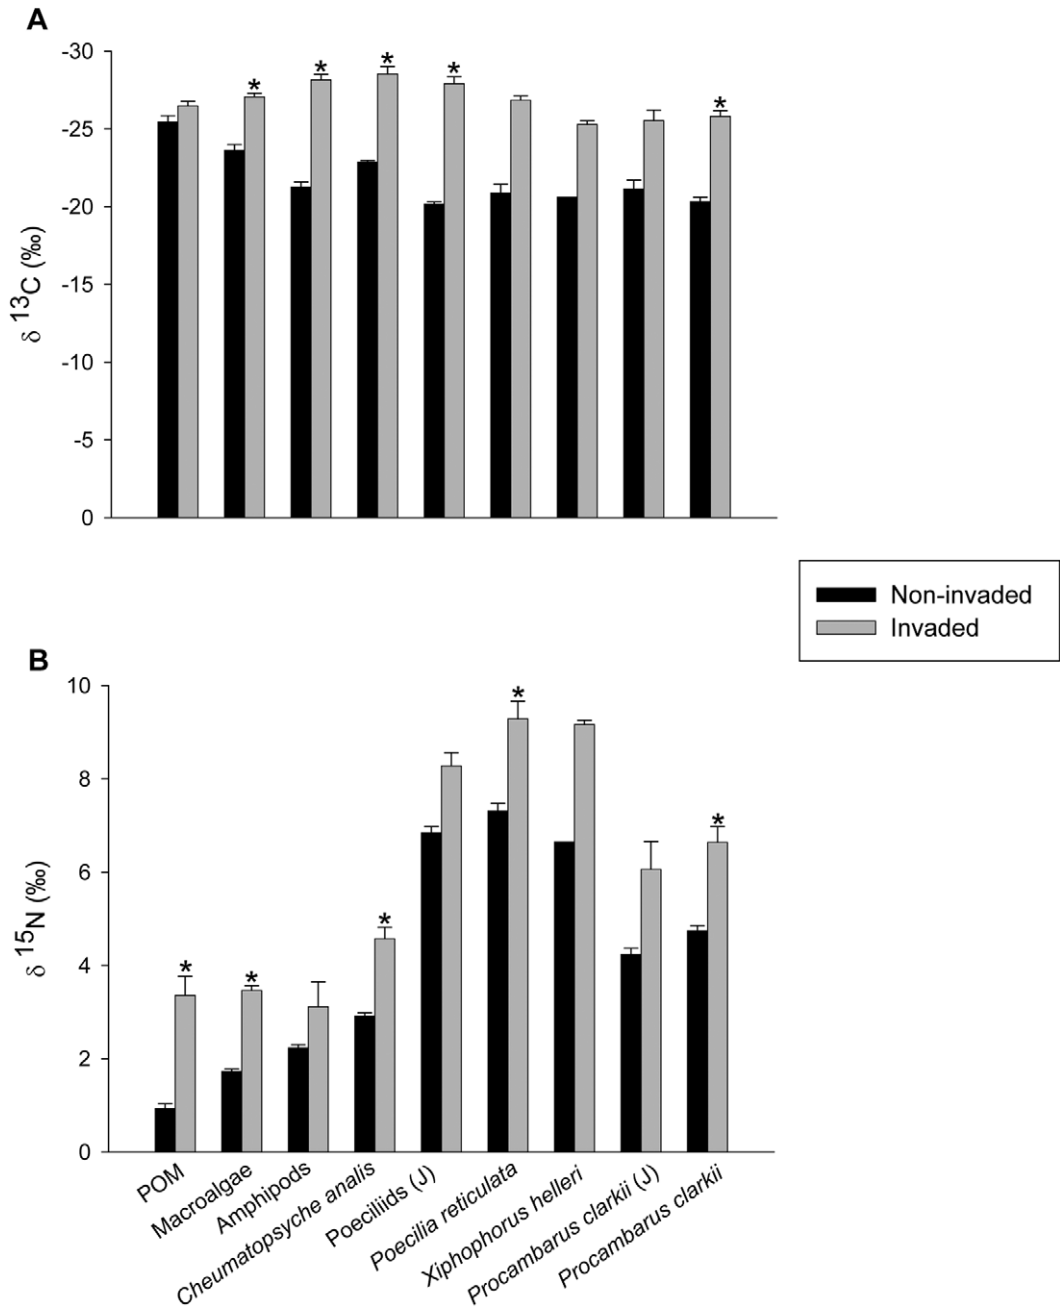 A
-30
-25
-20
-15
-10
-5
0
δ 13C (‰)
* * * * *
Non-invaded
Invaded
B
10
8
6
4
2
0
δ 15N (‰)
* * * * *
POM
Macroalgae
Amphipods
Cheumatopsyche analis
Poeciliids (J)
Poecilia reticulata
Xiphophorus helleri
Procambarus clarkii (J)
Procambarus clarkii